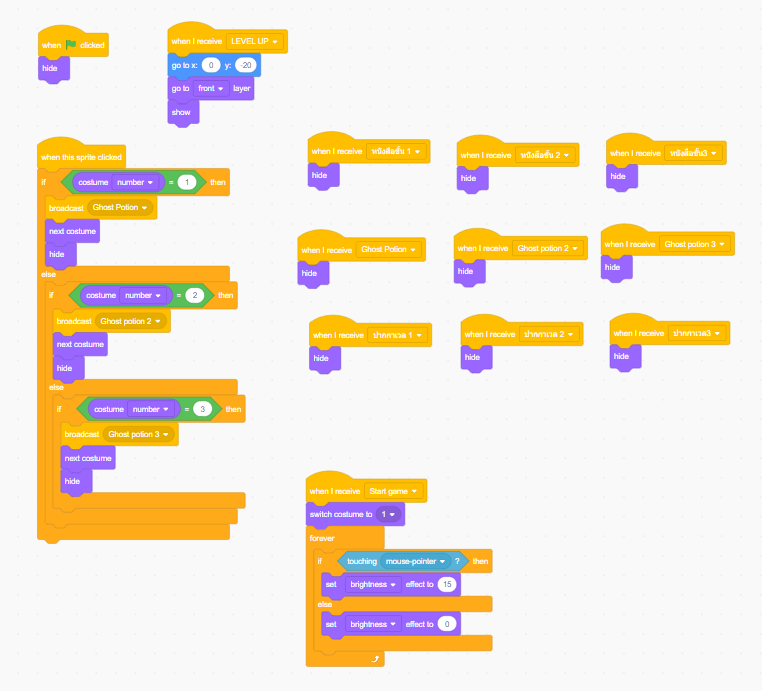 when clicked
hide
when I receive LEVEL UP
go to x: 0 y: -20
go to front layer
show
when this sprite clicked
if costume number = 1 then
broadcast Ghost Potion
next costume
hide
else
if costume number = 2 then
broadcast Ghost potion 2
next costume
hide
else
if costume number = 3 then
broadcast Ghost potion 3
next costume
hide
when I receive หนังสือขั้น 1
hide
when I receive หนังสือขั้น 2
hide
when I receive หนังสือขั้น3
hide
when I receive Ghost Potion
hide
when I receive Ghost potion 2
hide
when I receive Ghost potion 3
hide
when I receive ปากกาเวล 1
hide
when I receive ปากกาเวล 2
hide
when I receive ปากกาเวล3
hide
when I receive Start game
switch costume to 1
forever
if touching mouse-pointer ? then
set brightness effect to 15
else
set brightness effect to 0